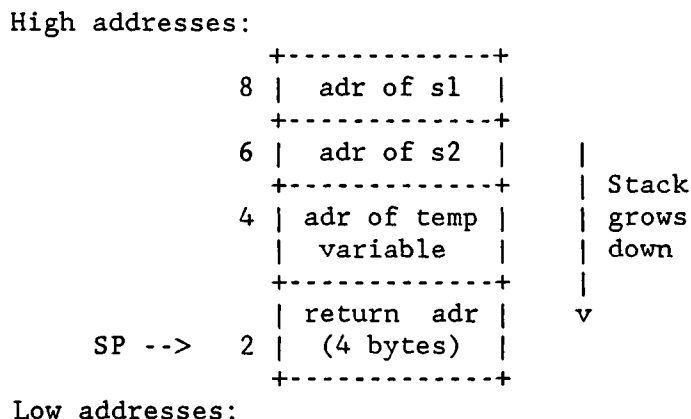 High addresses:
+-------------+
8 | adr of s1 |
+-------------+
6 | adr of s2 | |
+-------------+ | Stack
4 | adr of temp | | grows
| variable | | down
+-------------+ |
| return adr | v
SP --> 2 | (4 bytes) |
+-------------+
Low addresses: